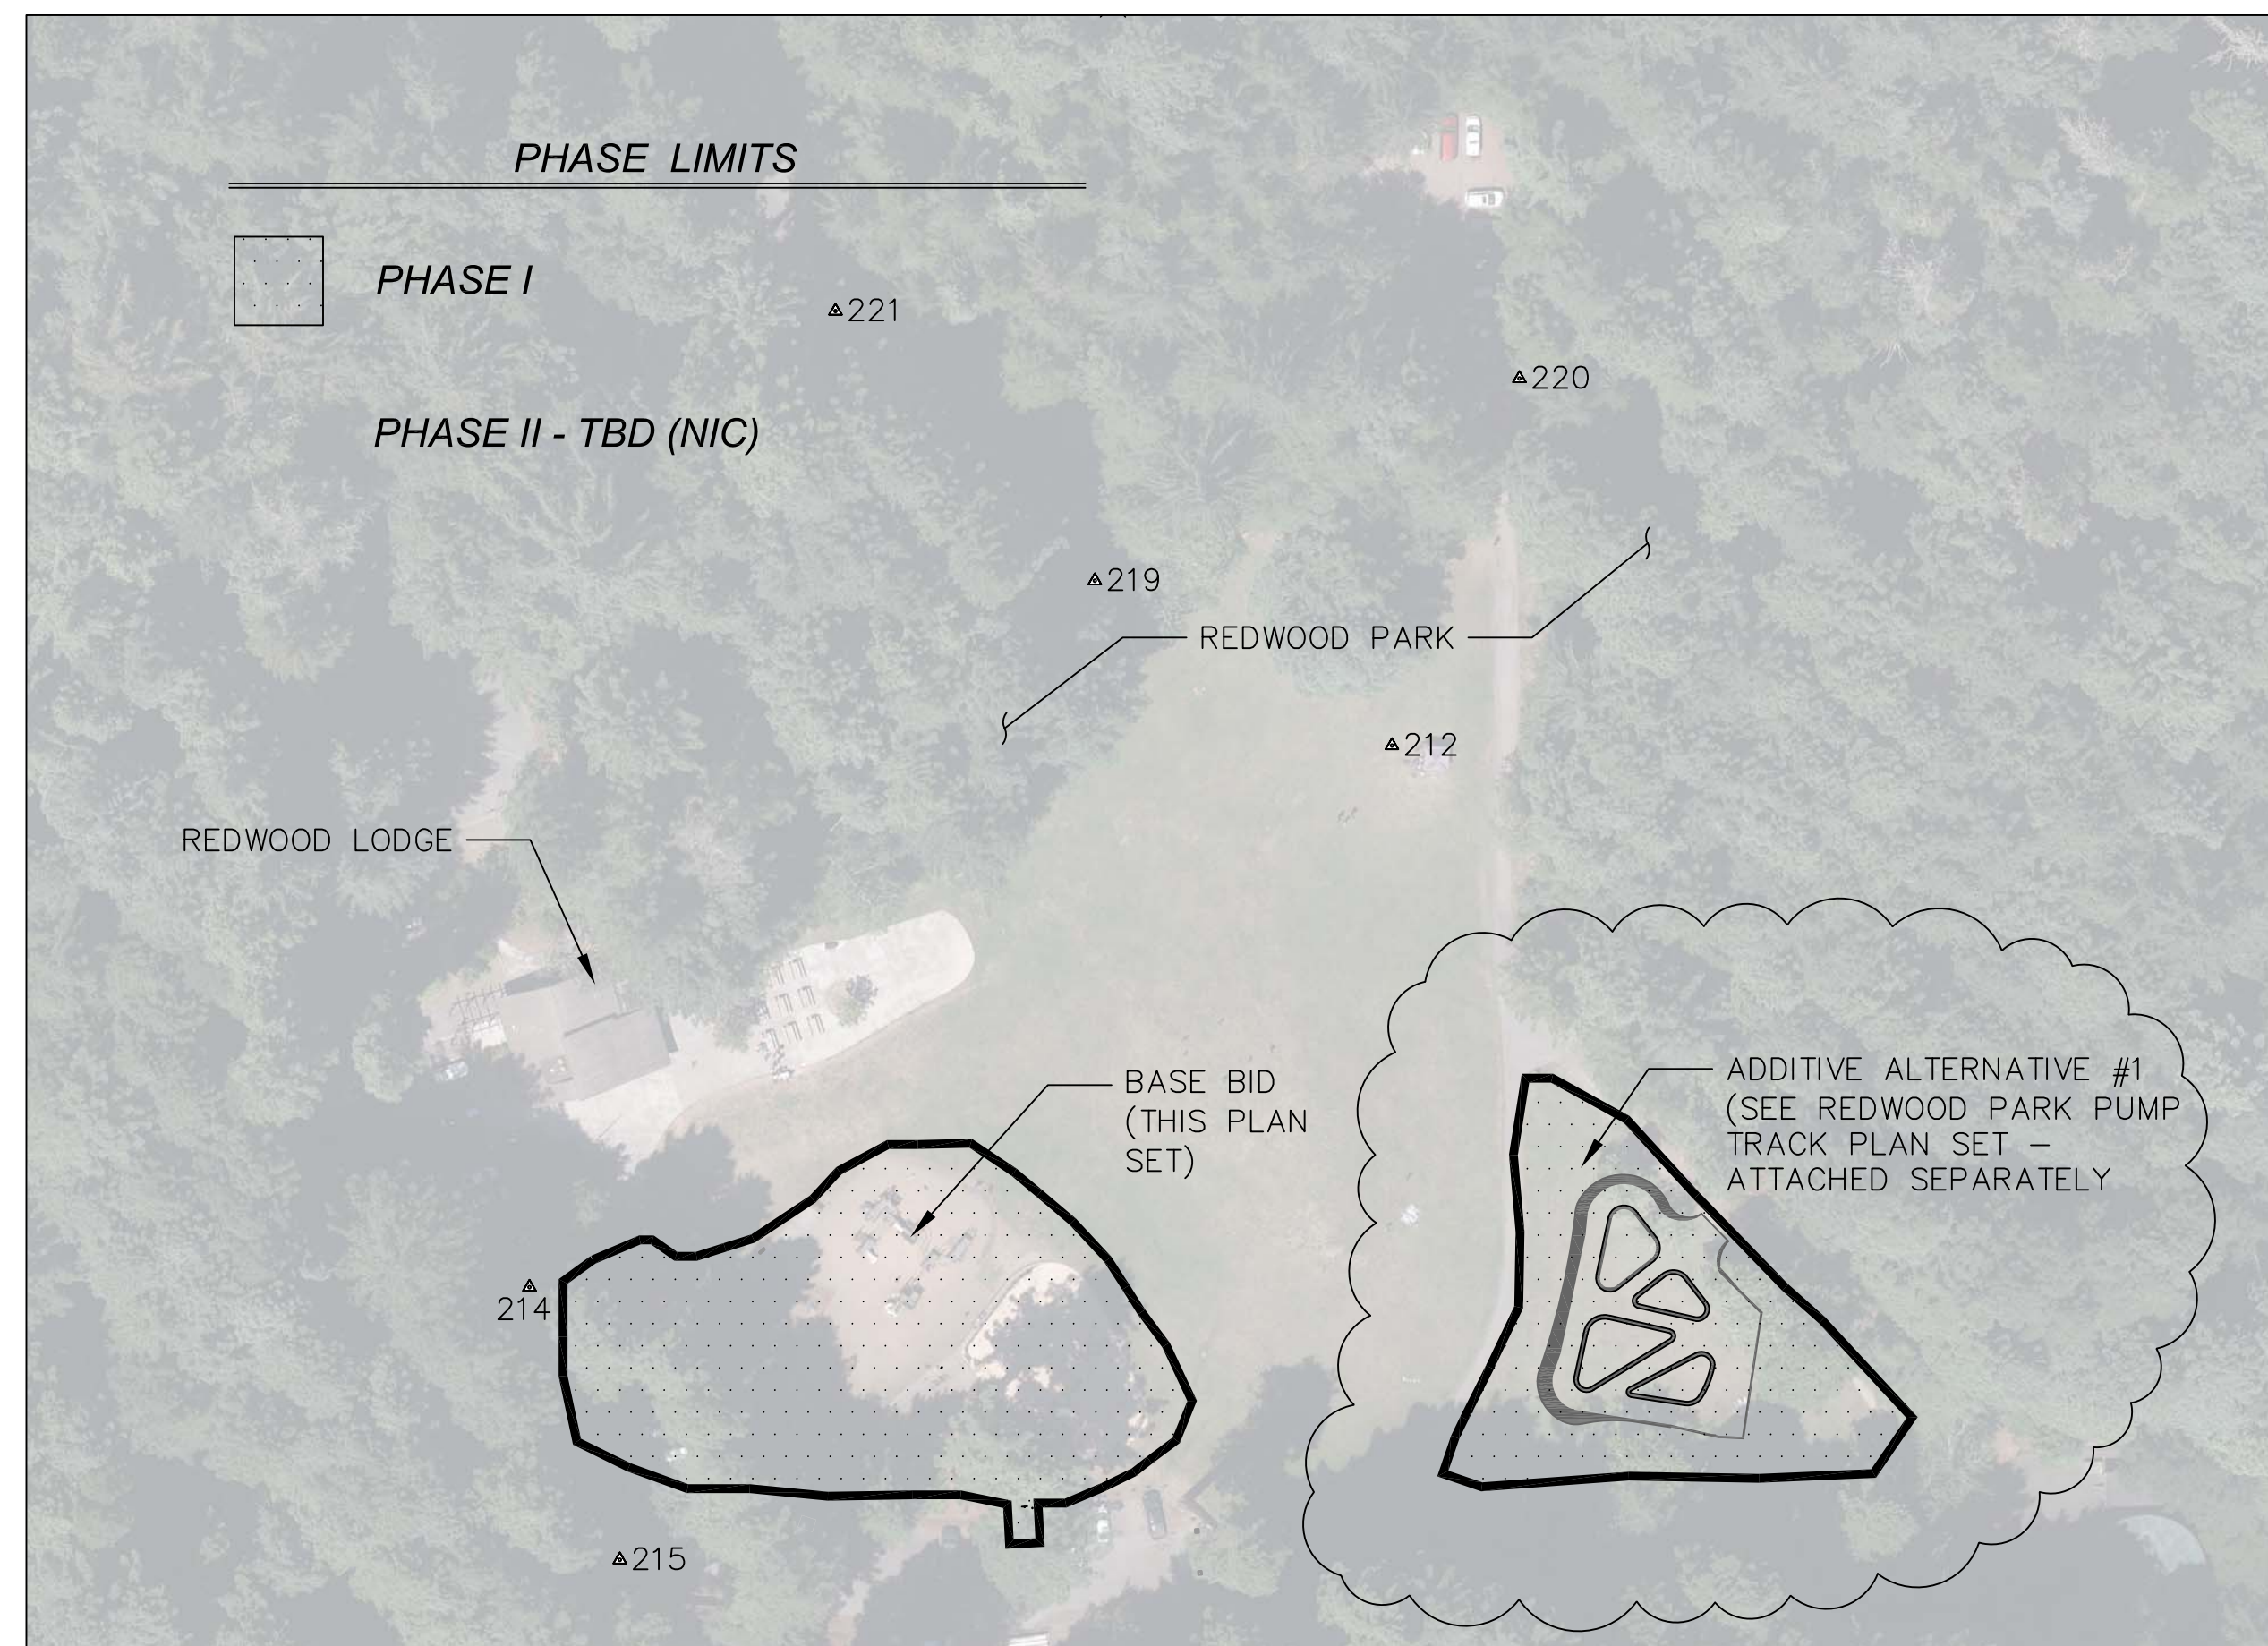 PHASE LIMITS
PHASE I
221
220
PHASE II - TBD (NIC)
219
REDWOOD PARK
212
REDWOOD LODGE
BASE BID
(THIS PLAN
SET)
ADDITIVE ALTERNATIVE #1
(SEE REDWOOD PARK PUMP
TRACK PLAN SET –
ATTACHED SEPARATELY
214
215